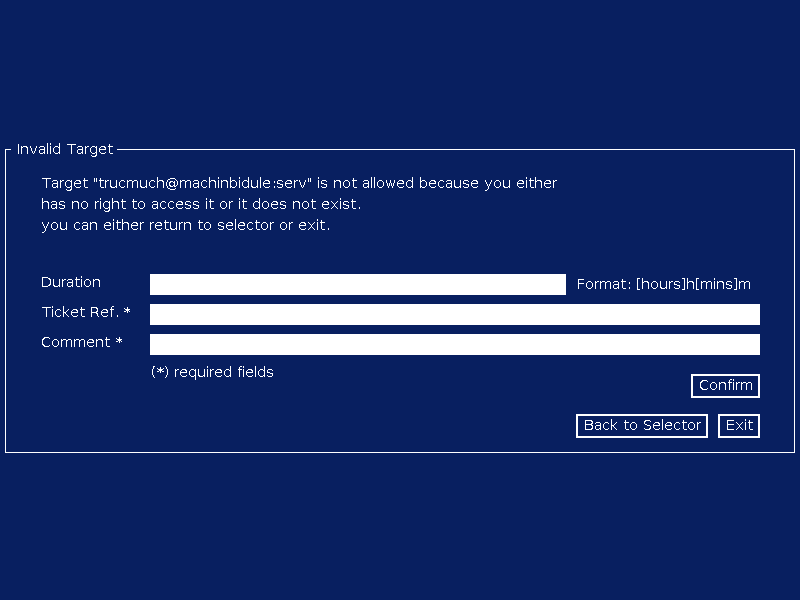 Invalid Target
Target "trucmuch@machinbidule:serv" is not allowed because you either
has no right to access it or it does not exist.
you can either return to selector or exit.
Duration Format: [hours]h[mins]m
Ticket Ref. *
Comment *
(*) required fields
Confirm
Back to Selector Exit